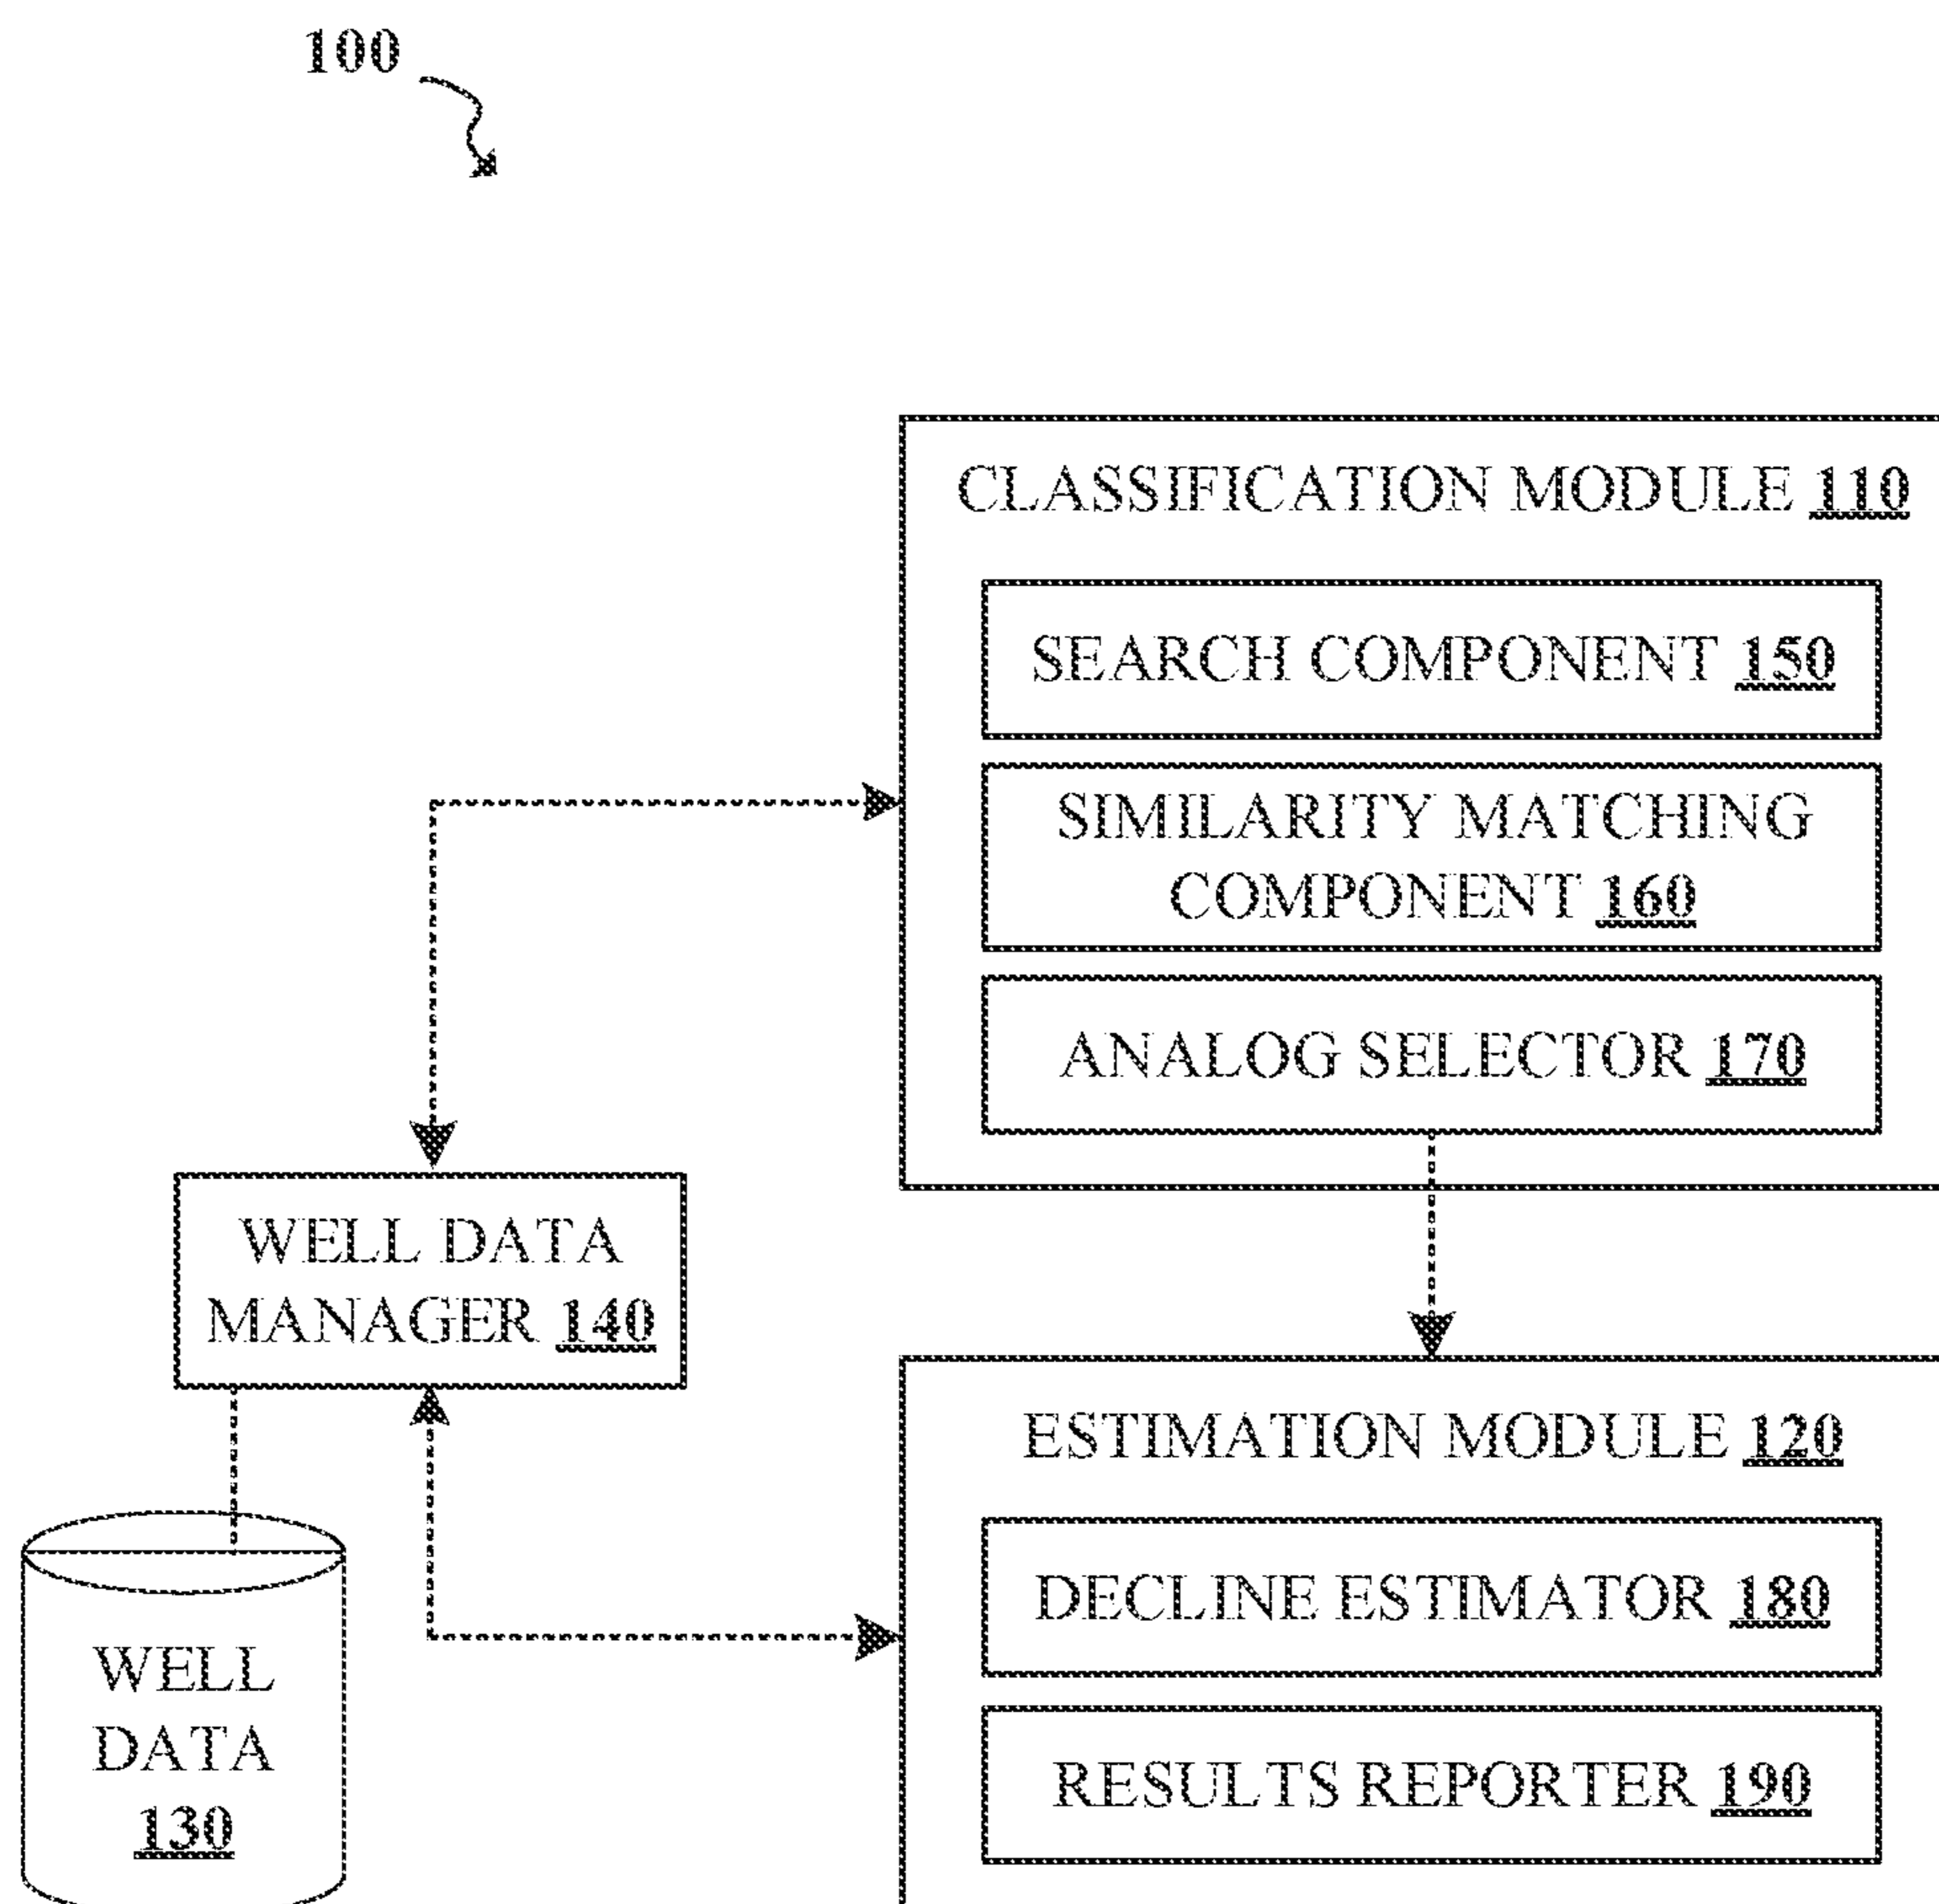 100
CLASSIFICATION MODULE 110
SEARCH COMPONENT 150
SIMILARITY MATCHING
COMPONENT 160
ANALOG SELECTOR 170
WELL DATA
MANAGER 140
ESTIMATION MODULE 120
DECLINE ESTIMATOR 180
RESULTS REPORTER 190
WELL
DATA
130